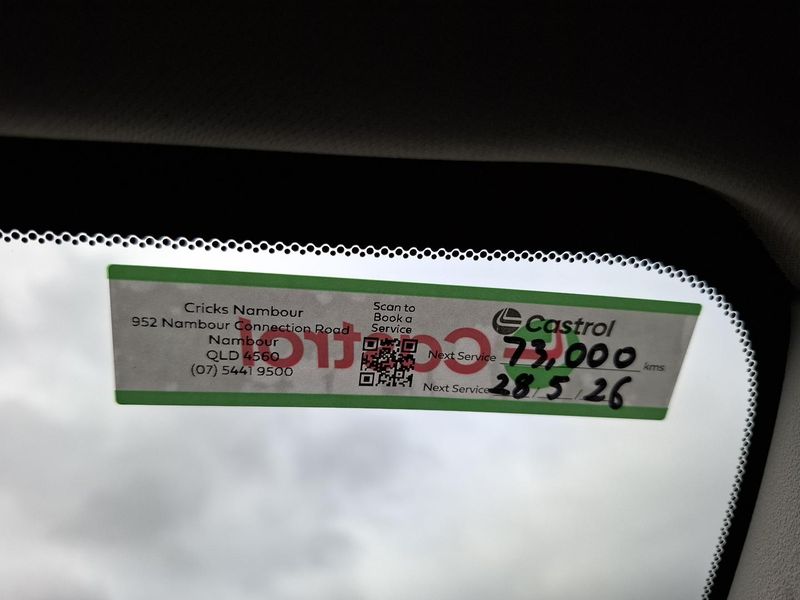 Cricks Nambour
952 Nambour Connection Road
Nambour
QLD 4560
(07) 5441 9500
Scan to
Book a
Service
Castrol
Next Service 73,000 kms
Next Service 28 / 5 / 26
Castrol